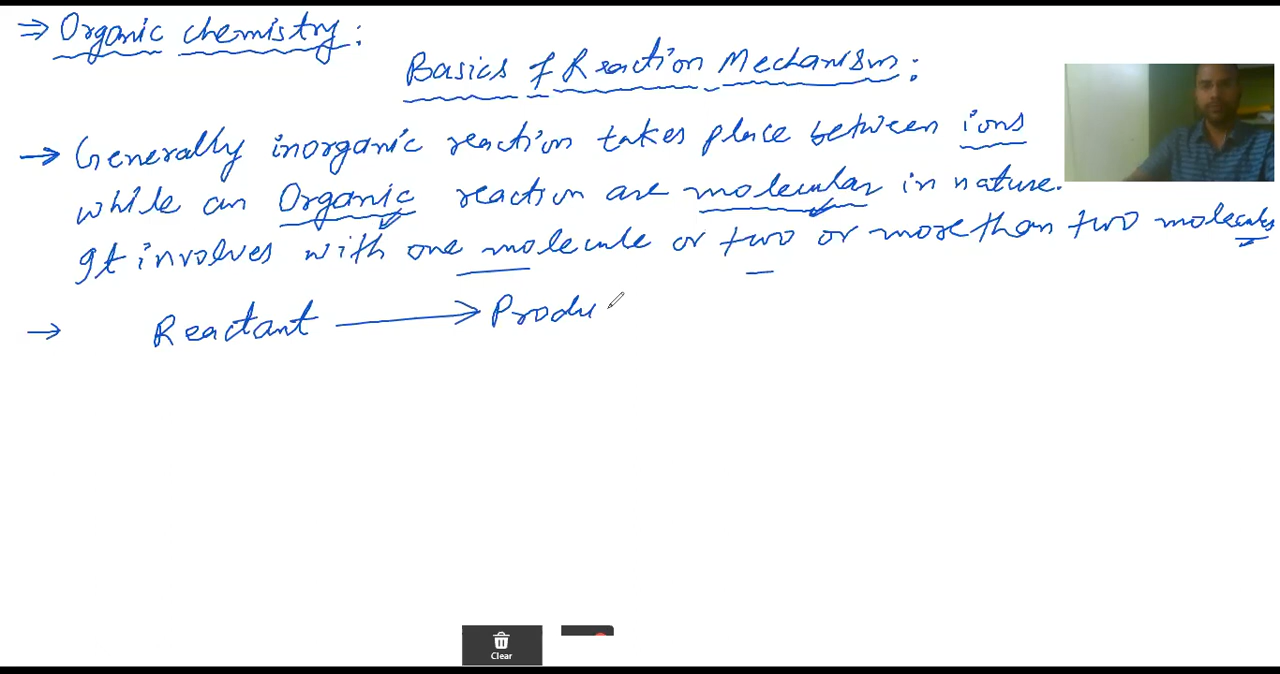 ⇒ Organic chemistry:
Basics of Reaction Mechanism:
→ Generally inorganic reaction takes place between ions
while an Organic reaction are molecular in nature.
It involves with one molecule or two or more than two molecules
→ Reactant ⟶ Produ
Clear